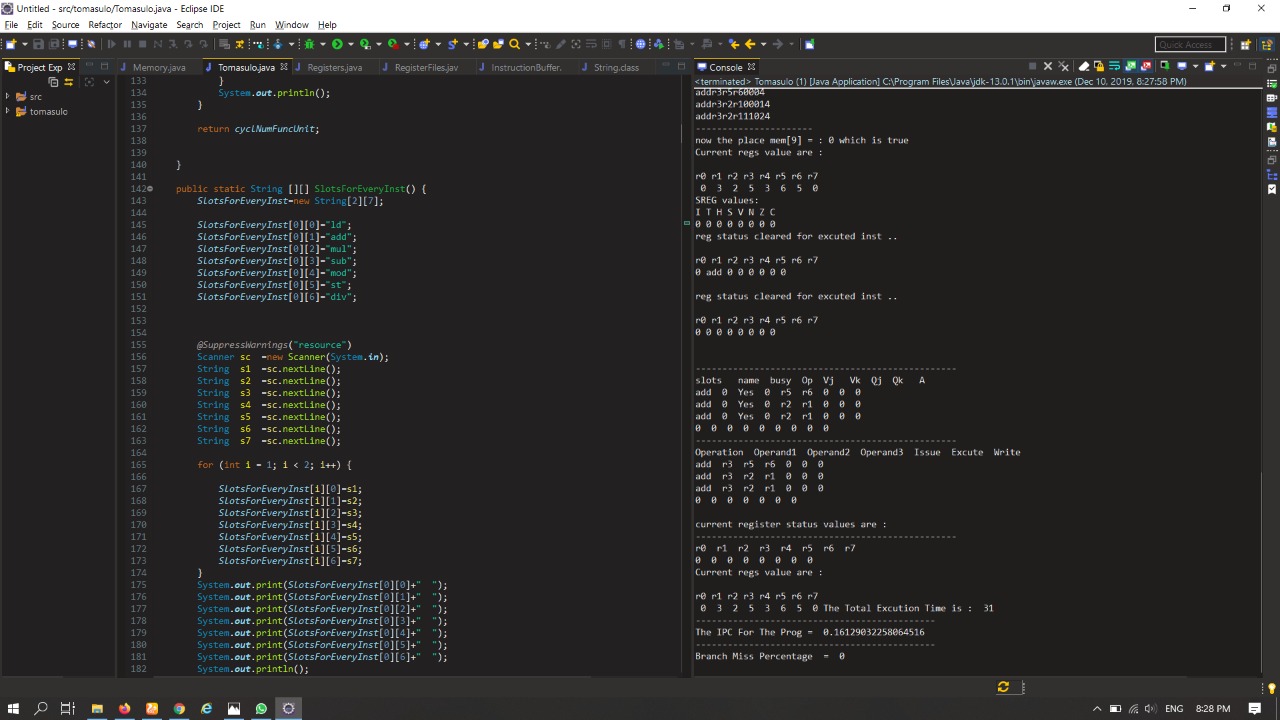 Untitled - src/tomasulo/Tomasulo.java - Eclipse IDE
File Edit Source Refactor Navigate Search Project Run Window Help
Quick Access
Project Exp
Memory.java Tomasulo.java Registers.java RegisterFiles.jav InstructionBuffer. String.class
src
tomasulo
133 }
134 System.out.println();
135 }
136
137 return cyclNumFuncUnit;
138
139
140 }
141
142 public static String [][] SlotsForEveryInst() {
143 SlotsForEveryInst=new String[2][7];
144
145 SlotsForEveryInst[0][0]="ld";
146 SlotsForEveryInst[0][1]="add";
147 SlotsForEveryInst[0][2]="mul";
148 SlotsForEveryInst[0][3]="sub";
149 SlotsForEveryInst[0][4]="mod";
150 SlotsForEveryInst[0][5]="st";
151 SlotsForEveryInst[0][6]="div";
152
153
154
155 @SuppressWarnings("resource")
156 Scanner sc =new Scanner(System.in);
157 String s1 =sc.nextLine();
158 String s2 =sc.nextLine();
159 String s3 =sc.nextLine();
160 String s4 =sc.nextLine();
161 String s5 =sc.nextLine();
162 String s6 =sc.nextLine();
163 String s7 =sc.nextLine();
164
165 for (int i = 1; i < 2; i++) {
166
167 SlotsForEveryInst[i][0]=s1;
168 SlotsForEveryInst[i][1]=s2;
169 SlotsForEveryInst[i][2]=s3;
170 SlotsForEveryInst[i][3]=s4;
171 SlotsForEveryInst[i][4]=s5;
172 SlotsForEveryInst[i][5]=s6;
173 SlotsForEveryInst[i][6]=s7;
174 }
175 System.out.print(SlotsForEveryInst[0][0]+" ");
176 System.out.print(SlotsForEveryInst[0][1]+" ");
177 System.out.print(SlotsForEveryInst[0][2]+" ");
178 System.out.print(SlotsForEveryInst[0][3]+" ");
179 System.out.print(SlotsForEveryInst[0][4]+" ");
180 System.out.print(SlotsForEveryInst[0][5]+" ");
181 System.out.print(SlotsForEveryInst[0][6]+" ");
182 System.out.println();
Console
<terminated> Tomasulo (1) [Java Application] C:\Program Files\Java\jdk-13.0.1\bin\javaw.exe (Dec 10, 2019, 8:27:58 PM)
addr3r5r60004
addr3r2r100014
addr3r2r111024
----------------------
now the place mem[9] = : 0 which is true
Current regs value are :
r0 r1 r2 r3 r4 r5 r6 r7
0 3 2 5 3 6 5 0
SREG values:
I T H S V N Z C
0 0 0 0 0 0 0 0
reg status cleared for excuted inst ..
r0 r1 r2 r3 r4 r5 r6 r7
0 add 0 0 0 0 0 0
reg status cleared for excuted inst ..
r0 r1 r2 r3 r4 r5 r6 r7
0 0 0 0 0 0 0 0
-------------------------------------------------
slots name busy Op Vj Vk Qj Qk A
add 0 Yes 0 r5 r6 0 0 0
add 0 Yes 0 r2 r1 0 0 0
add 0 Yes 0 r2 r1 0 0 0
0 0 0 0 0 0 0 0 0
-------------------------------------------------
Operation Operand1 Operand2 Operand3 Issue Excute Write
add r3 r5 r6 0 0 0
add r3 r2 r1 0 0 0
add r3 r2 r1 0 0 0
0 0 0 0 0 0 0
current register status values are :
-------------------------------------------------
r0 r1 r2 r3 r4 r5 r6 r7
0 0 0 0 0 0 0 0
Current regs value are :
r0 r1 r2 r3 r4 r5 r6 r7
0 3 2 5 3 6 5 0 The Total Excution Time is : 31
---------------------------------------------
The IPC For The Prog = 0.16129032258064516
---------------------------------------------
Branch Miss Percentage = 0
ENG 8:28 PM